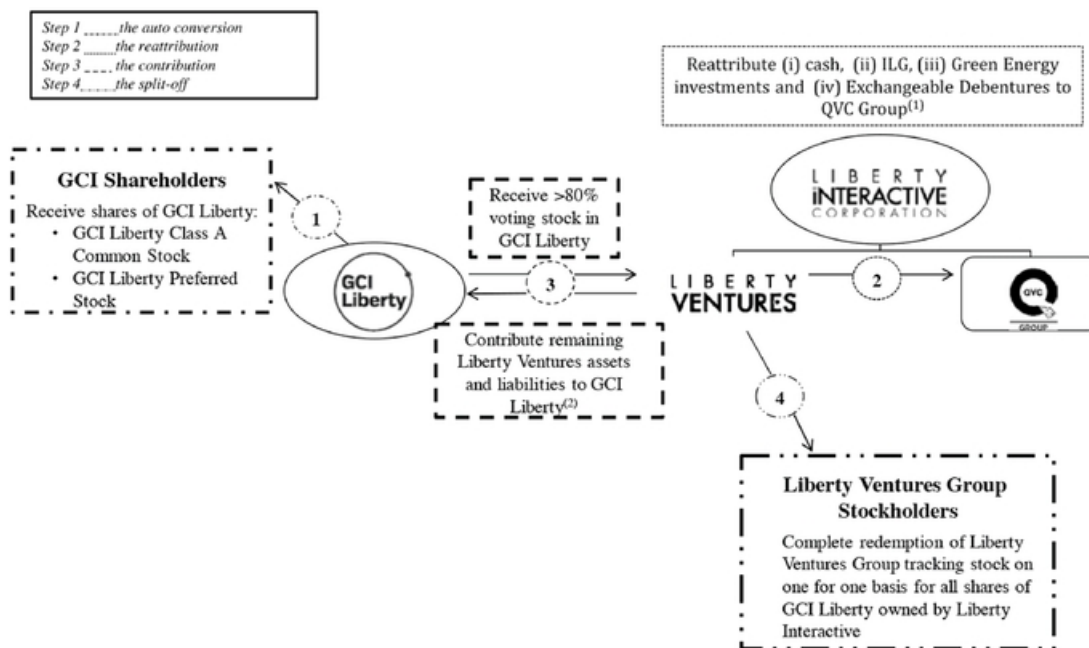 Step 1 ......the auto conversion
Step 2 ......the reattribution
Step 3 ----the contribution
Step 4......the split-off
Reattribute (i) cash, (ii) ILG, (iii) Green Energy
investments and (iv) Exchangeable Debentures to
QVC Group(1)
LIBERTY
iNTERACTIVE
CORPORATION
GCI Shareholders
Receive shares of GCI Liberty:
• GCI Liberty Class A
Common Stock
• GCI Liberty Preferred
Stock
1
GCI
Liberty
Receive >80%
voting stock in
GCI Liberty
3
Contribute remaining
Liberty Ventures assets
and liabilities to GCI
Liberty(2)
LIBERTY
VENTURES
2
QVC
GROUP
4
Liberty Ventures Group
Stockholders
Complete redemption of Liberty
Ventures Group tracking stock on
one for one basis for all shares of
GCI Liberty owned by Liberty
Interactive